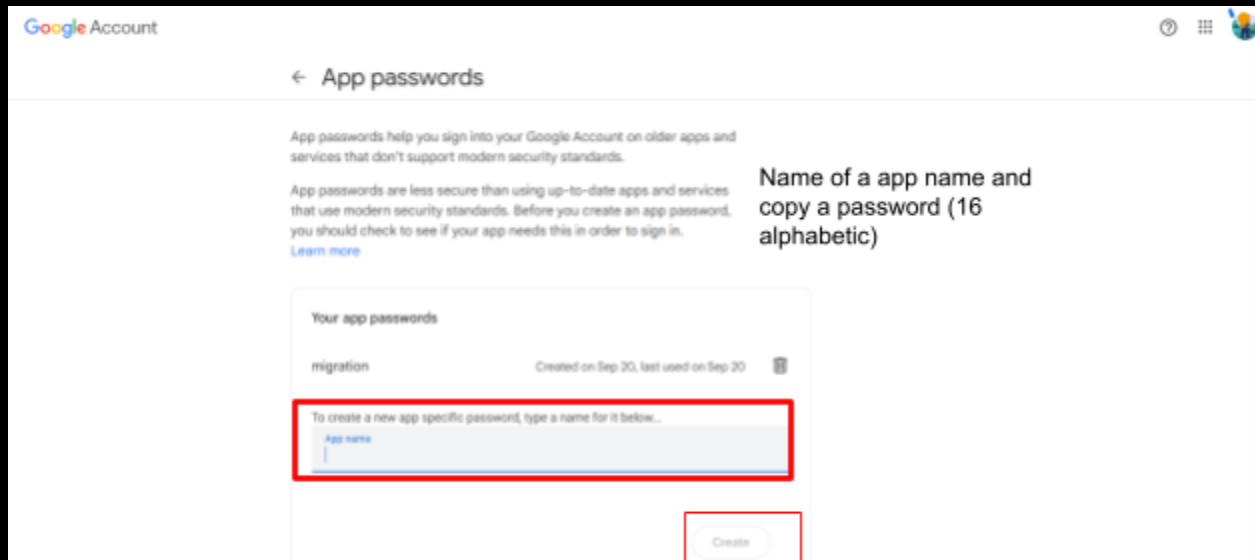 Google Account
App passwords
App passwords help you sign into your Google Account on older apps and
services that don't support modern security standards.
App passwords are less secure than using up-to-date apps and services
that use modern security standards. Before you create an app password,
you should check to see if your app needs this in order to sign in.
Learn more
Name of a app name and
copy a password (16
alphabetic)
Your app passwords
migration
Created on Sep 20, last used on Sep 20
To create a new app specific password, type a name for it below...
App name
Create